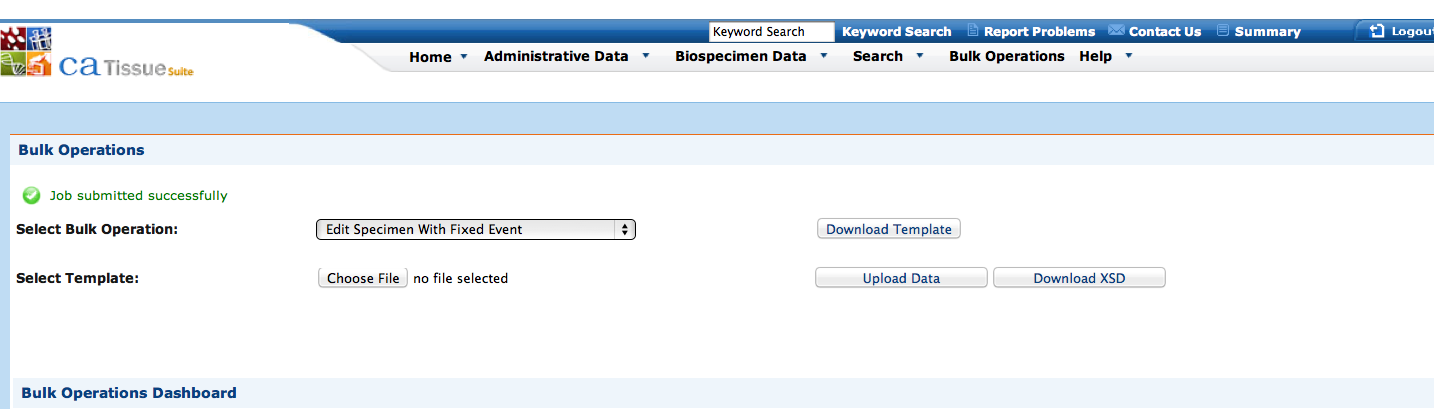 Keyword Search Keyword Search Report Problems Contact Us Summary Logout
ca Tissue Suite
Home Administrative Data Biospecimen Data Search Bulk Operations Help
Bulk Operations
Job submitted successfully
Select Bulk Operation: Edit Specimen With Fixed Event Download Template
Select Template: Choose File no file selected Upload Data Download XSD
Bulk Operations Dashboard